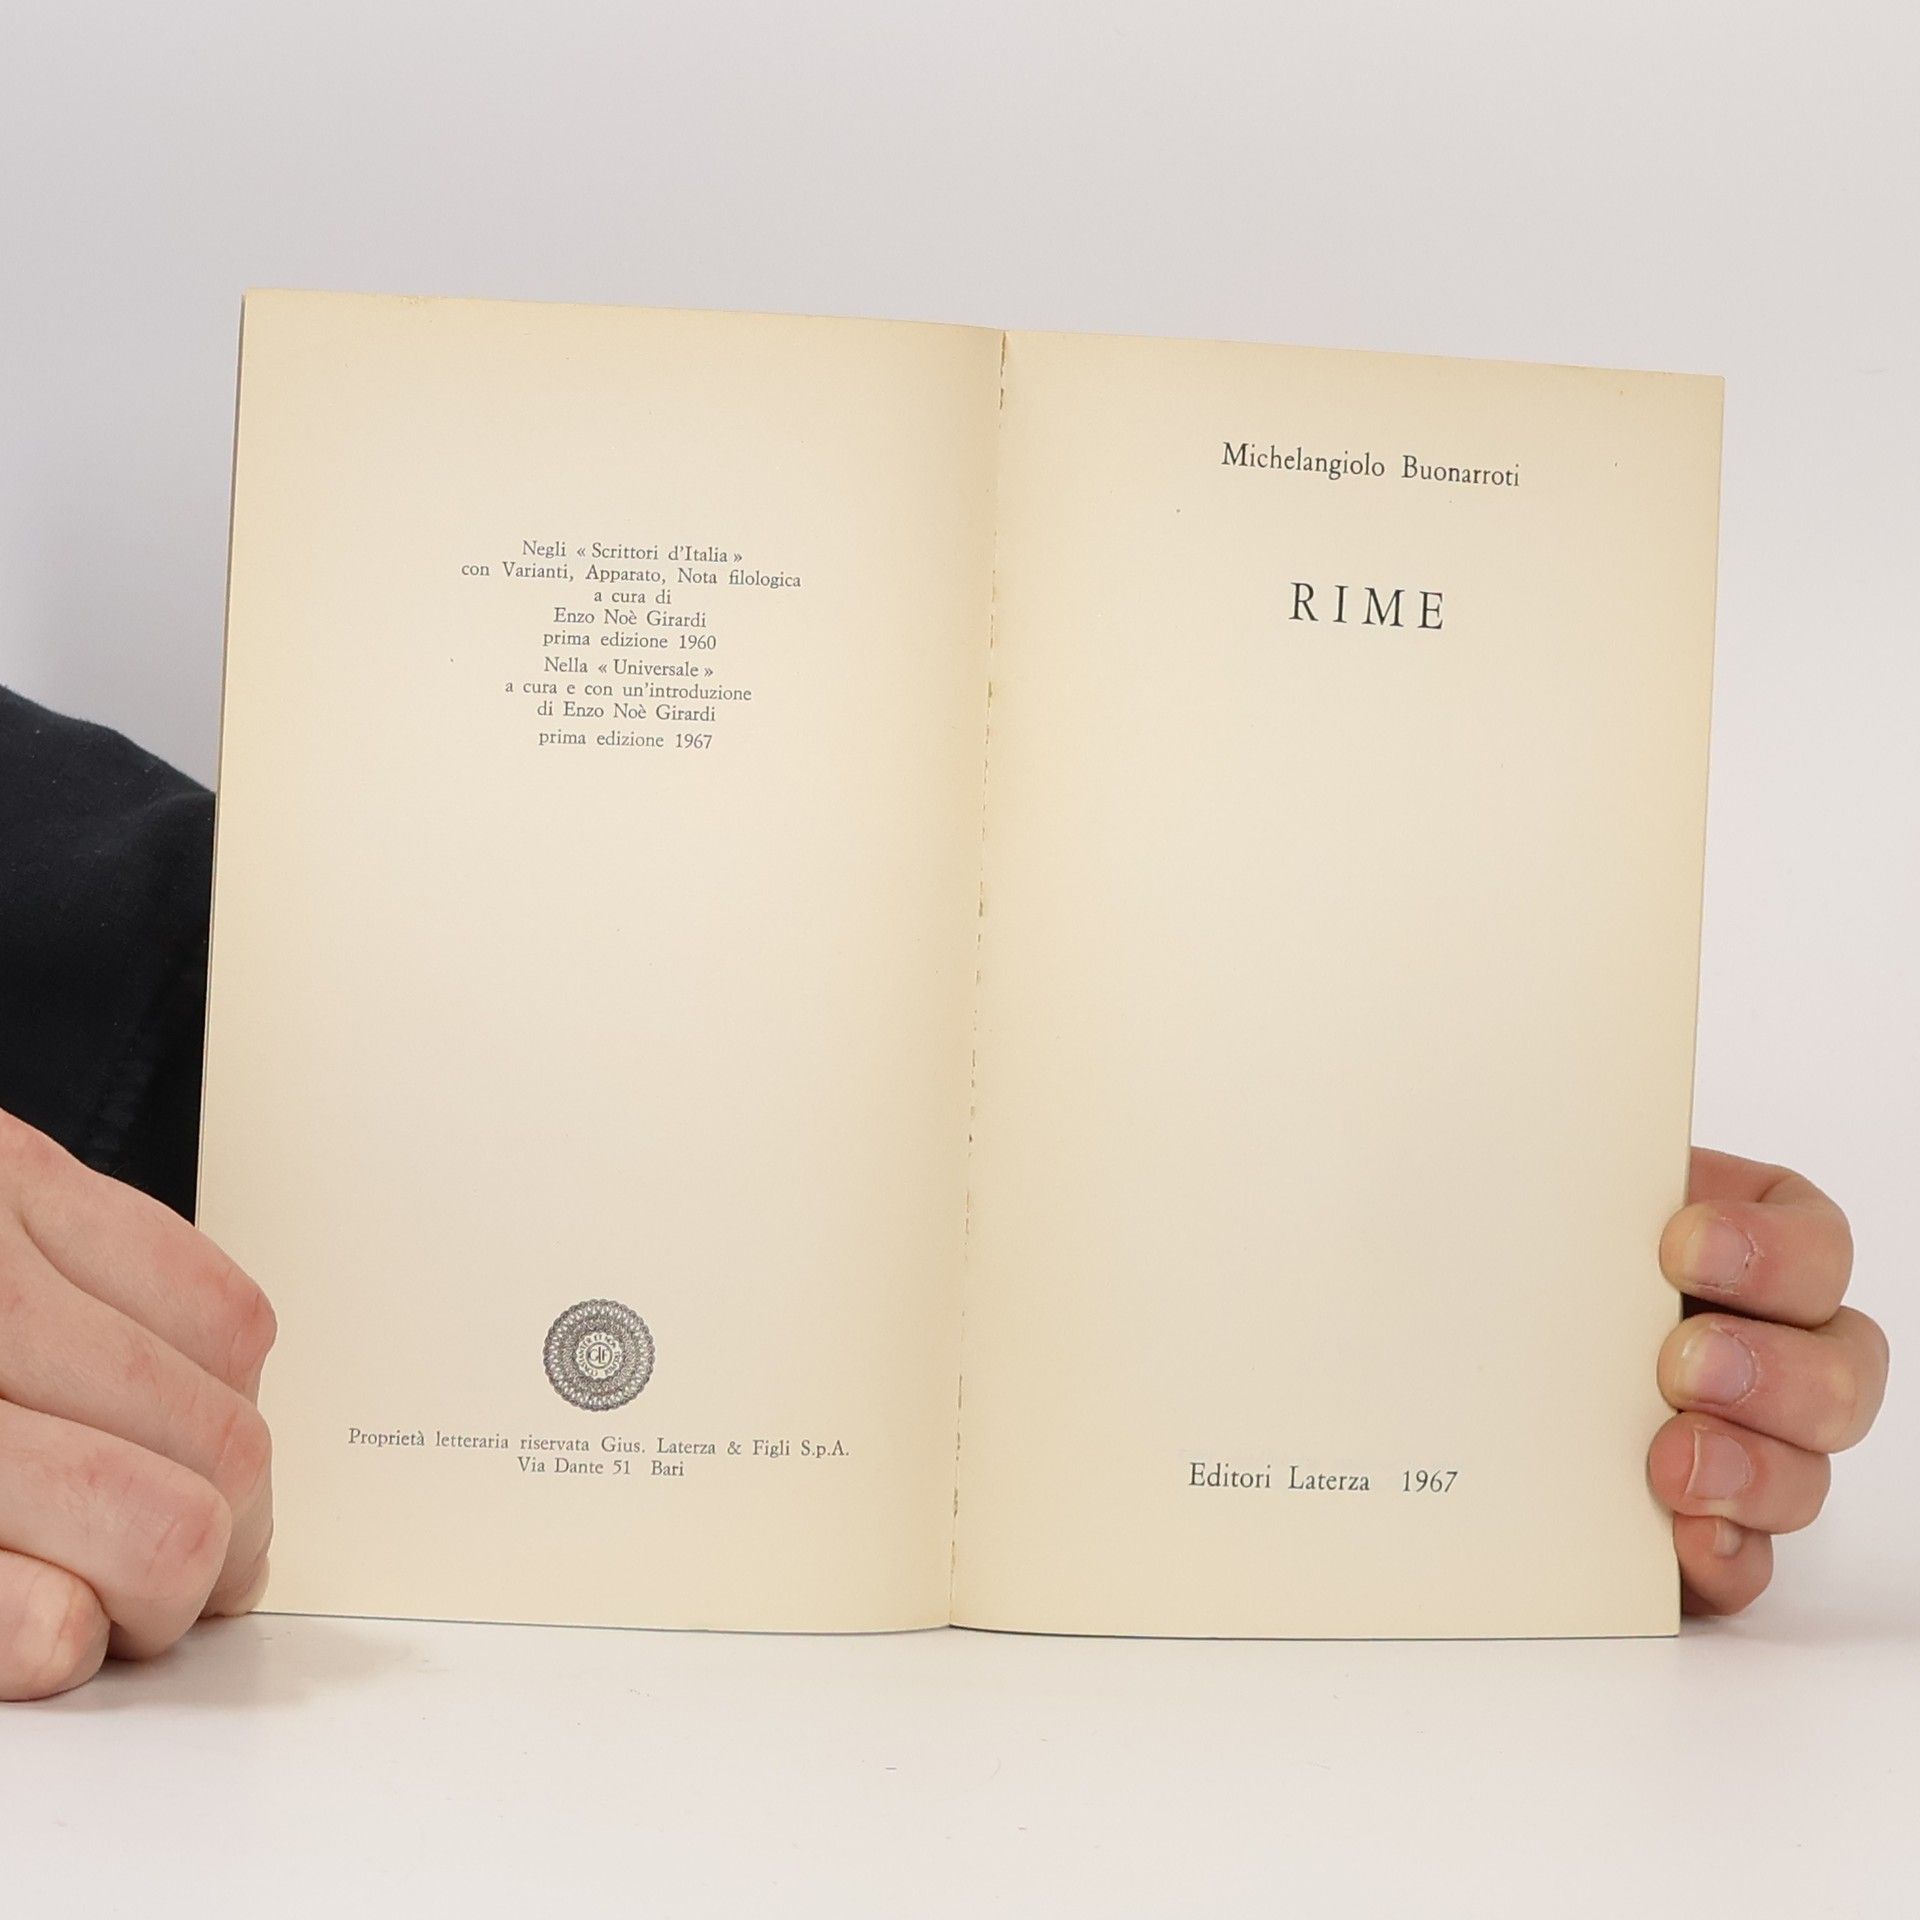 Negli « Scrittori d'Italia »
con Varianti, Apparato, Nota filologica
a cura di
Enzo Noè Girardi
prima edizione 1960
Nella « Universale »
a cura e con un'introduzione
di Enzo Noè Girardi
prima edizione 1967
GLF
Proprietà letteraria riservata Gius. Laterza & Figli S.p.A.
Via Dante 51 Bari
Michelangiolo Buonarroti
RIME
Editori Laterza 1967